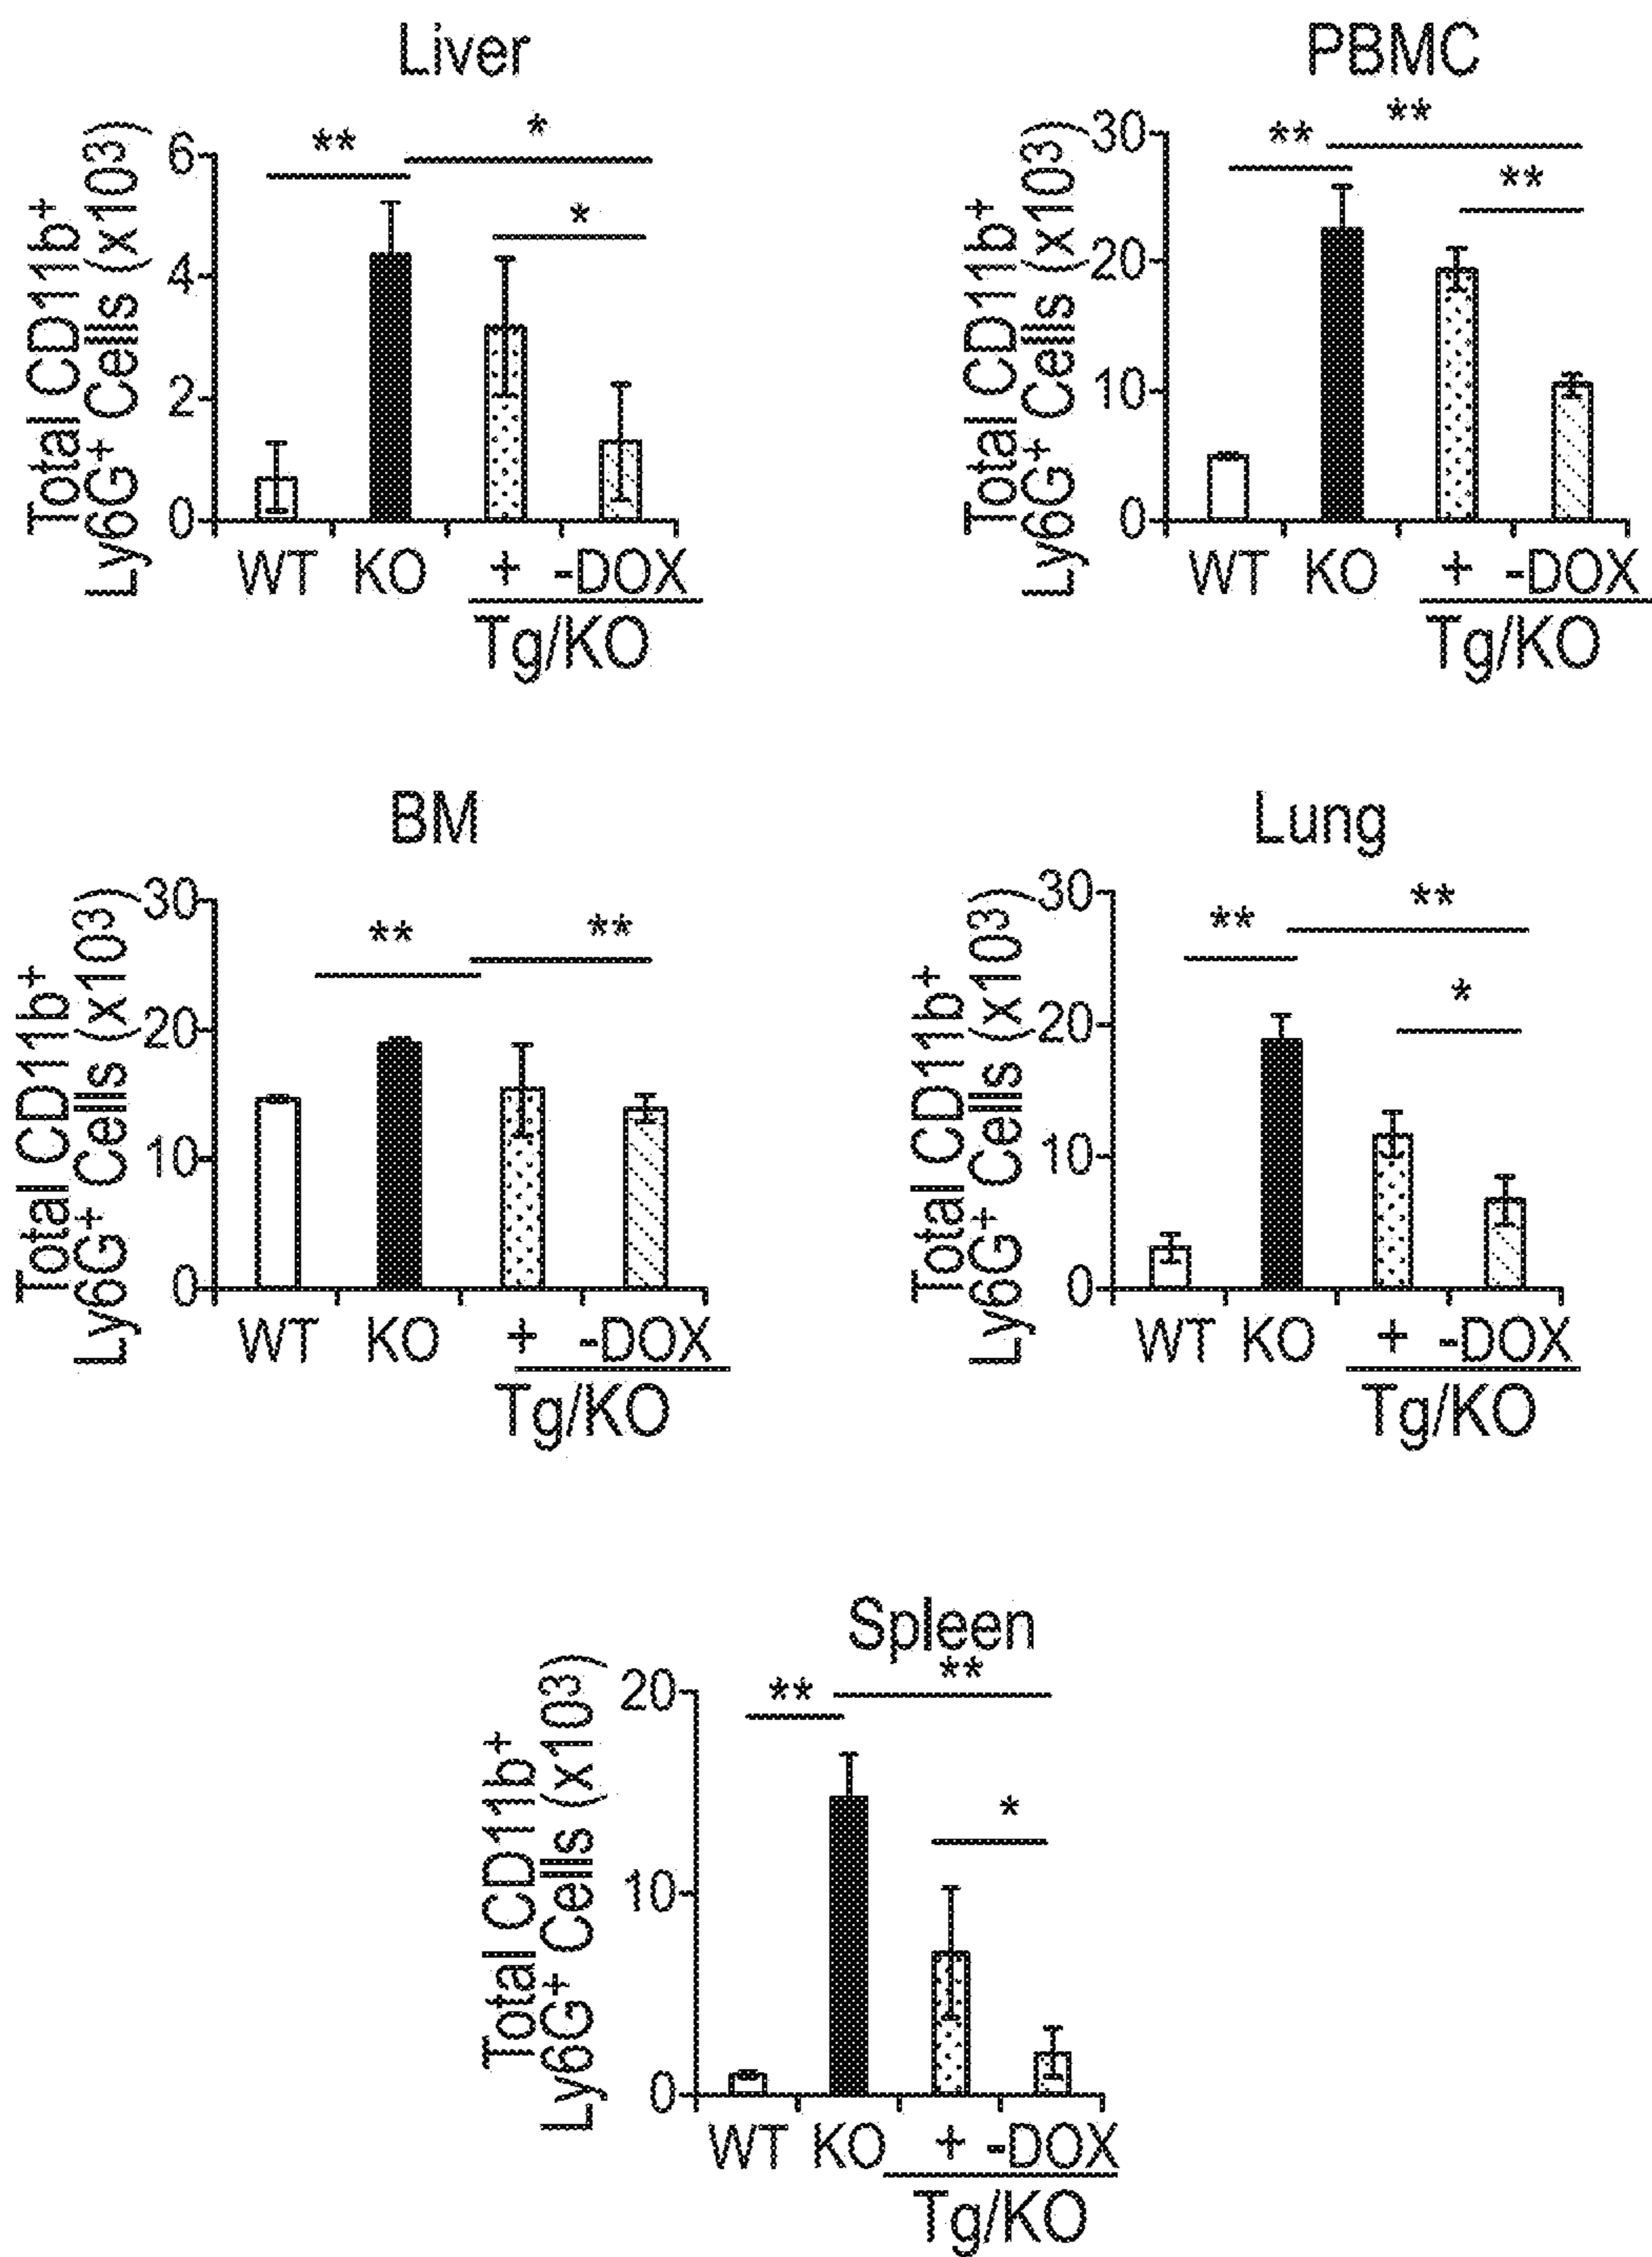 Liver
Total CD11b+
Ly6G+ Cells (x103)
6
4
2
0
**
*
*
WT KO + -DOX
Tg/KO
PBMC
Total CD11b+
Ly6G+ Cells (x103)
30
20
10
0
**
**
**
WT KO + -DOX
Tg/KO
BM
Total CD11b+
Ly6G+ Cells (x10³)
30
20
10
0
**
**
WT KO + -DOX
Tg/KO
Lung
Total CD11b+
Ly6G+ Cells (x10³)
30
20
10
0
**
**
*
WT KO + -DOX
Tg/KO
Spleen
Total CD11b+
Ly6G+ Cells (x10³)
20
10
0
**
**
*
WT KO + -DOX
Tg/KO